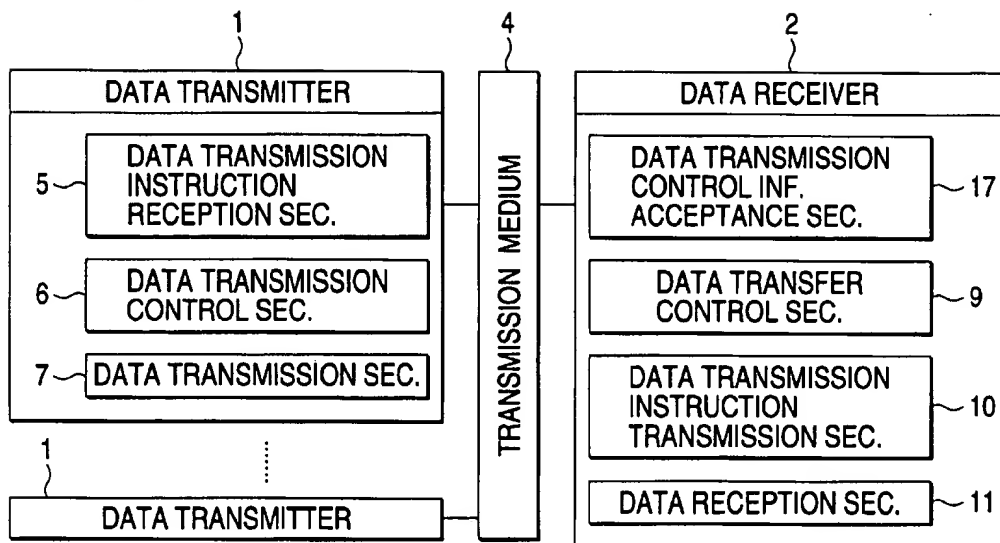 1
DATA TRANSMITTER
5
DATA TRANSMISSION
INSTRUCTION
RECEPTION SEC.
6
DATA TRANSMISSION
CONTROL SEC.
7
DATA TRANSMISSION SEC.
1
DATA TRANSMITTER
4
TRANSMISSION MEDIUM
2
DATA RECEIVER
DATA TRANSMISSION
CONTROL INF.
ACCEPTANCE SEC.
17
DATA TRANSFER
CONTROL SEC.
9
DATA TRANSMISSION
INSTRUCTION
TRANSMISSION SEC.
10
DATA RECEPTION SEC.
11